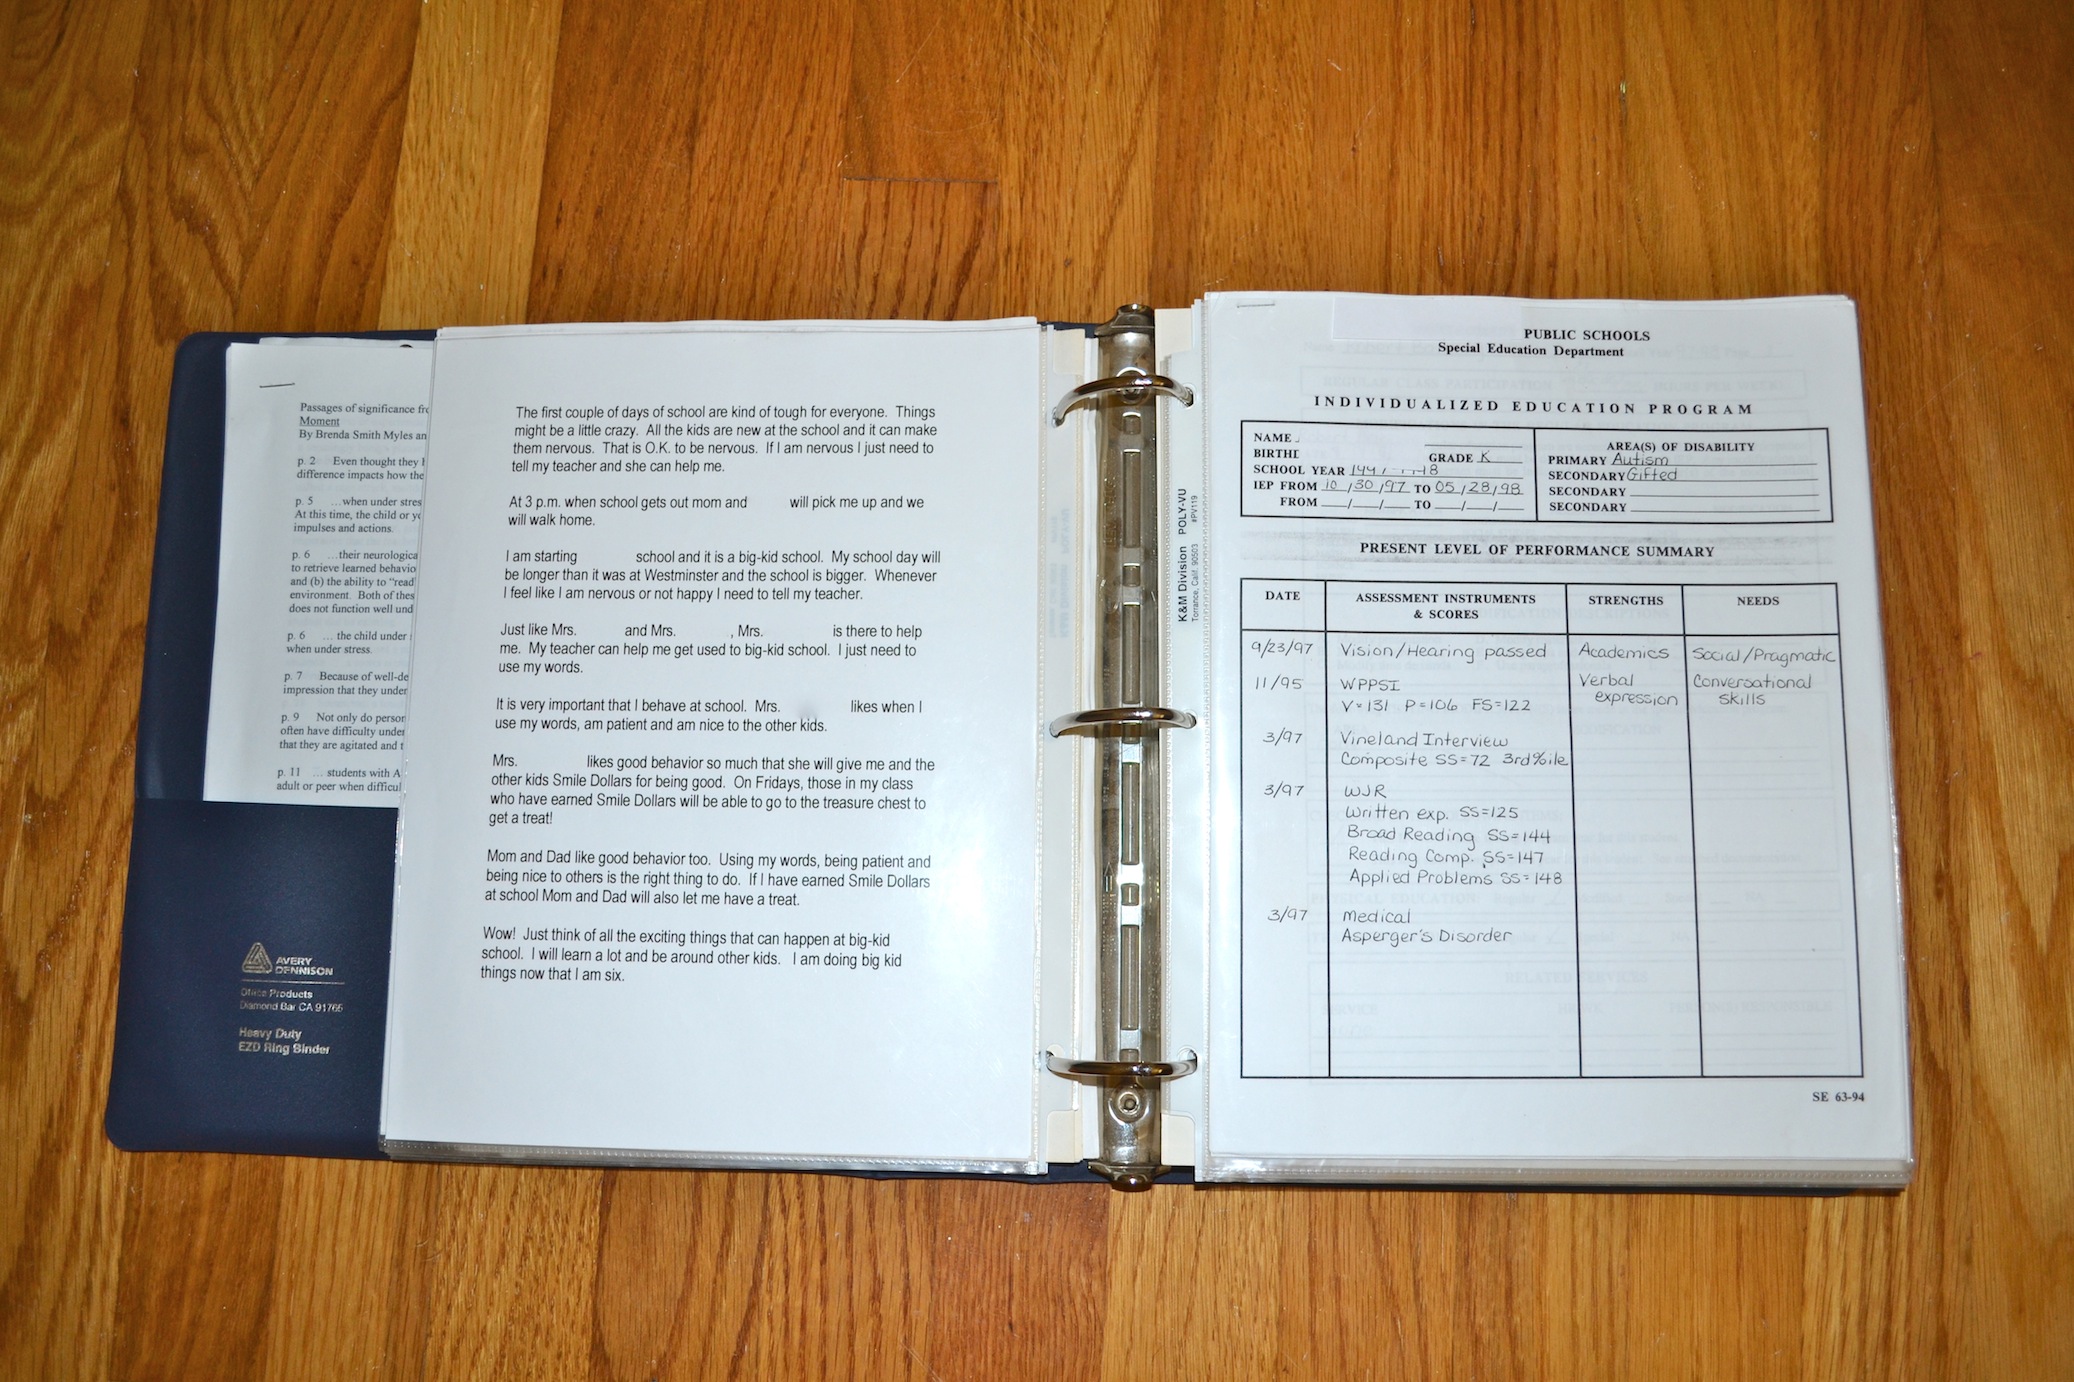 Passages of significance
Moment
By Brenda Smith Myles
p. 2 Even thought they
difference impacts how the
p. 5 ...when under stres
At this time, the child or
impulses and actions.
p. 6 ...their neurologica
to retrieve learned behavio
and (b) the ability to "read
environment. Both of thes
does not function well und
p. 6 ... the child under
when under stress.
p. 7 Because of well-de
impression that they under
p. 9 Not only do person
often have difficulty under
that they are agitated and
p. 11 ... students with A
adult or peer when difficul
AVERY
DENNISON
Office Products
Diamond Bar CA 91765
Heavy Duty
EZD Ring Binder
The first couple of days of school are kind of tough for everyone. Things
might be a little crazy. All the kids are new at the school and it can make
them nervous. That is O.K. to be nervous. If I am nervous I just need to
tell my teacher and she can help me.
At 3 p.m. when school gets out mom and will pick me up and we
will walk home.
I am starting school and it is a big-kid school. My school day will
be longer than it was at Westminster and the school is bigger. Whenever
I feel like I am nervous or not happy I need to tell my teacher.
Just like Mrs. and Mrs. , Mrs. is there to help
me. My teacher can help me get used to big-kid school. I just need to
use my words.
It is very important that I behave at school. Mrs. likes when I
use my words, am patient and am nice to the other kids.
Mrs. likes good behavior so much that she will give me and the
other kids Smile Dollars for being good. On Fridays, those in my class
who have earned Smile Dollars will be able to go to the treasure chest to
get a treat!
Mom and Dad like good behavior too. Using my words, being patient and
being nice to others is the right thing to do. If I have earned Smile Dollars
at school Mom and Dad will also let me have a treat.
Wow! Just think of all the exciting things that can happen at big-kid
school. I will learn a lot and be around other kids. I am doing big kid
things now that I am six.
K&M Division POLY-VU
Torrance, Calif. 90503 #PV119
PUBLIC SCHOOLS
Special Education Department
INDIVIDUALIZED EDUCATION PROGRAM
NAME
BIRTHD
GRADE K
SCHOOL YEAR
IEP FROM 10/30/97 TO 05/28/98
FROM __/__/__ TO __/__/__
AREA(S) OF DISABILITY
PRIMARY Autism
SECONDARY Gifted
SECONDARY
SECONDARY
PRESENT LEVEL OF PERFORMANCE SUMMARY
DATE ASSESSMENT INSTRUMENTS & SCORES STRENGTHS NEEDS
9/23/97 Vision/Hearing passed Academics Social/Pragmatic
11/95 WPPSI Verbal Conversational
V=131 P=106 FS=122 expression skills
3/97 Vineland Interview
Composite SS=72 3rd%ile
3/97 WJR
Written exp. SS=125
Broad Reading SS=144
Reading Comp. SS=147
Applied Problems SS=148
3/97 Medical
Asperger's Disorder
SE 63-94